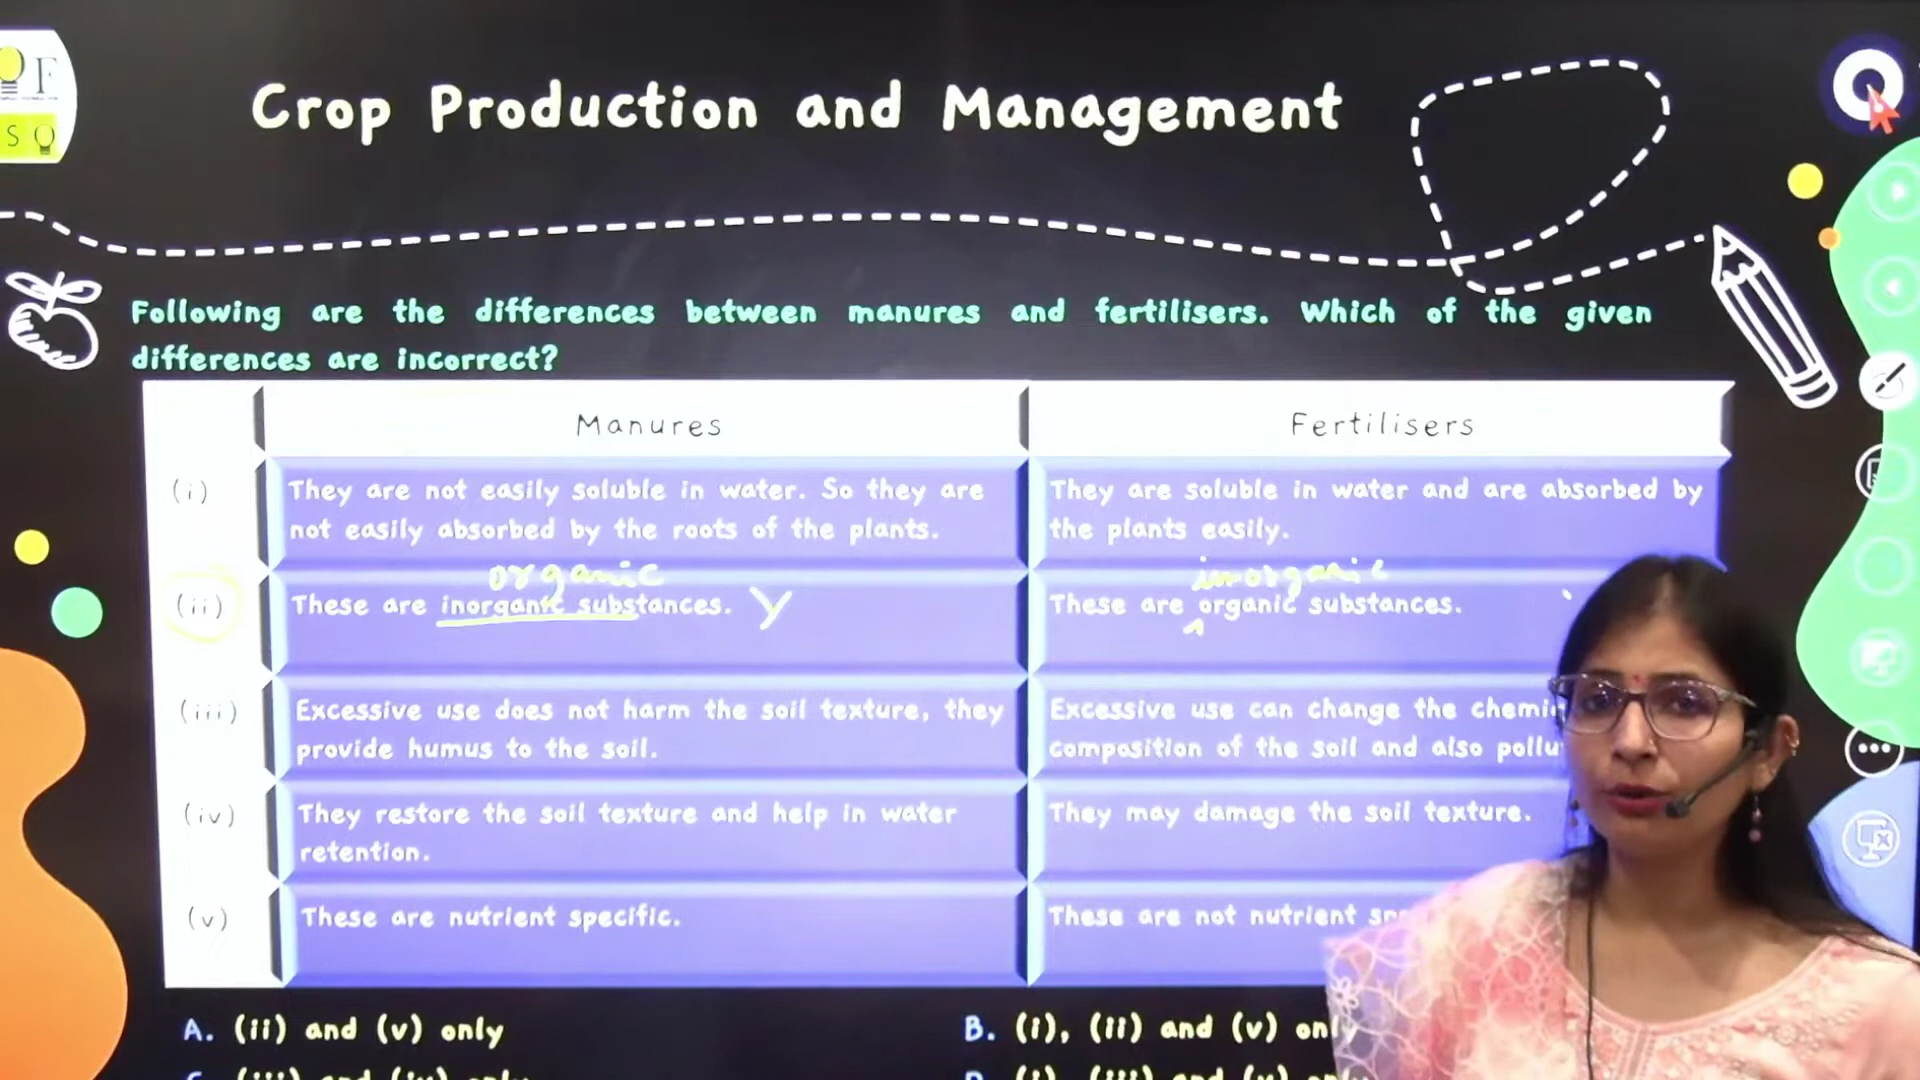 OF
SO
Crop Production and Management
Following are the differences between manures and fertilisers. Which of the given
differences are incorrect?
Manures
Fertilisers
(i)
They are not easily soluble in water. So they are
not easily absorbed by the roots of the plants.
They are soluble in water and are absorbed by
the plants easily.
organic
inorganic
(ii)
These are inorganic substances.
These are organic substances.
(iii)
Excessive use does not harm the soil texture, they
provide humus to the soil.
Excessive use can change the
composition of the soil and also
(iv)
They restore the soil texture and help in water
retention.
They may damage the soil texture.
(v)
These are nutrient specific.
These are not nutrient
A. (ii) and (v) only
B. (i), (ii) and (v) only